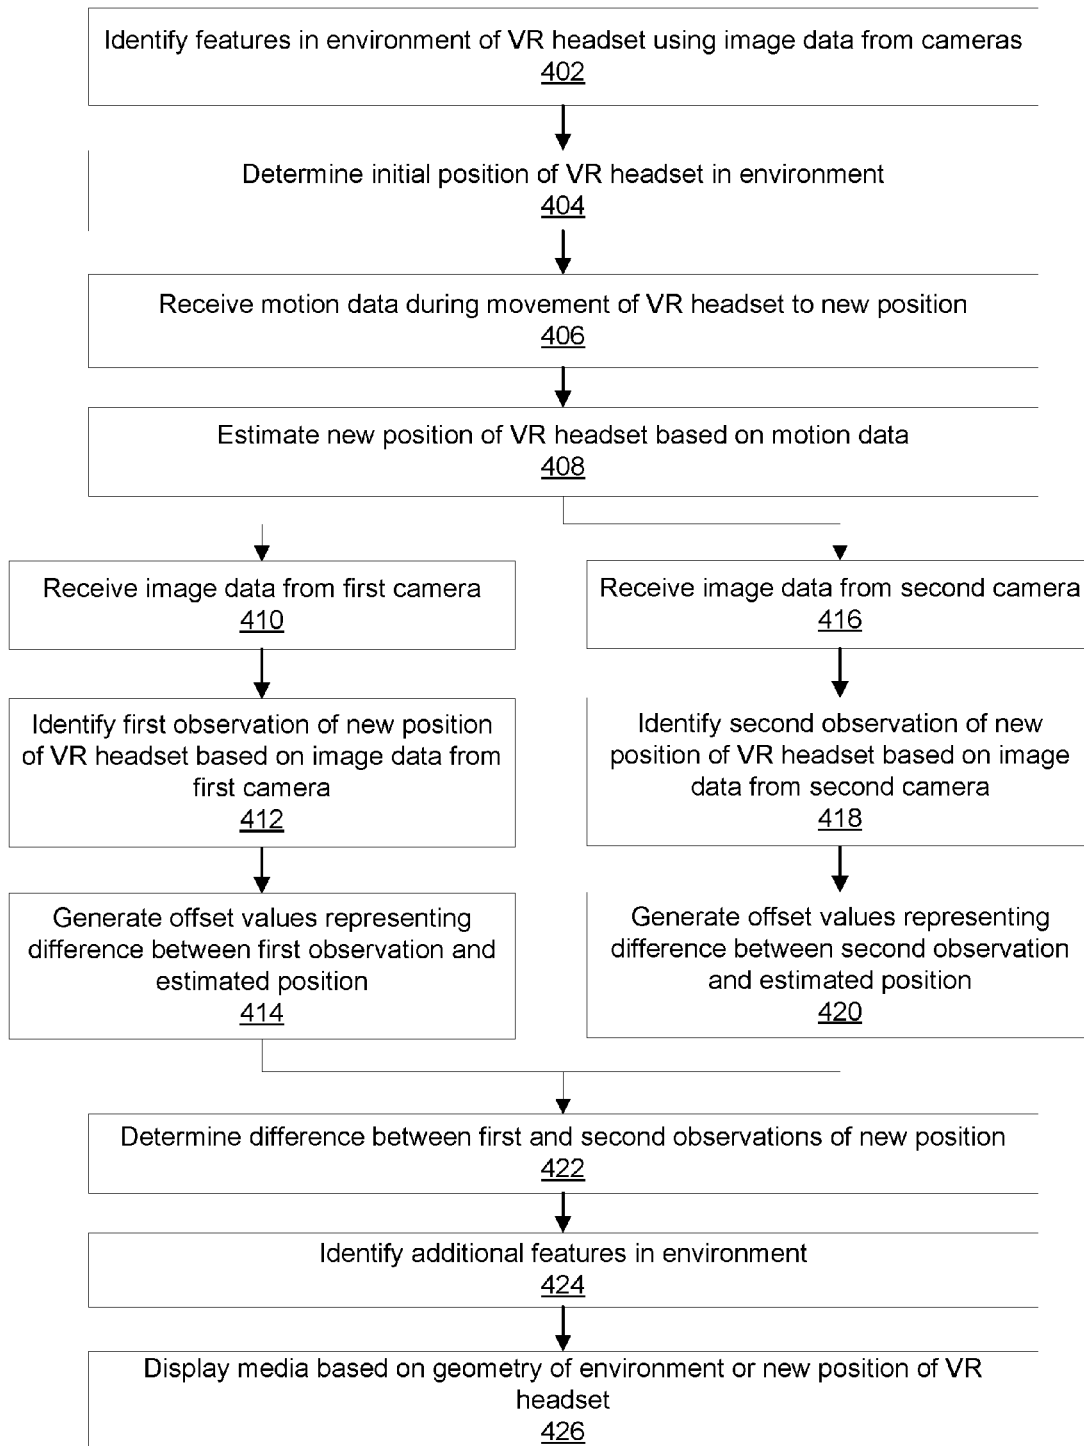 Identify features in environment of VR headset using image data from cameras
402
Determine initial position of VR headset in environment
404
Receive motion data during movement of VR headset to new position
406
Estimate new position of VR headset based on motion data
408
Receive image data from first camera
410
Identify first observation of new position
of VR headset based on image data from
first camera
412
Generate offset values representing
difference between first observation and
estimated position
414
Receive image data from second camera
416
Identify second observation of new
position of VR headset based on image
data from second camera
418
Generate offset values representing
difference between second observation
and estimated position
420
Determine difference between first and second observations of new position
422
Identify additional features in environment
424
Display media based on geometry of environment or new position of VR
headset
426